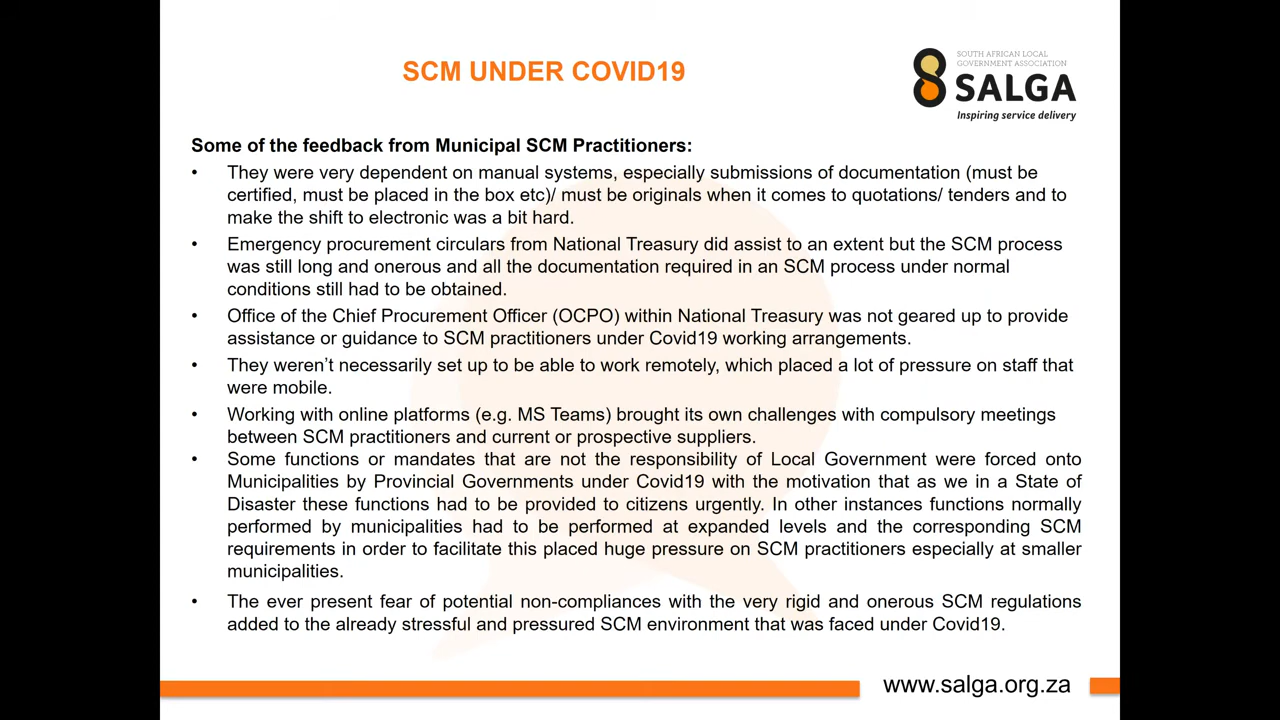 SCM UNDER COVID19
SOUTH AFRICAN LOCAL
GOVERNMENT ASSOCIATION
SALGA
Inspiring service delivery
Some of the feedback from Municipal SCM Practitioners:
• They were very dependent on manual systems, especially submissions of documentation (must be
certified, must be placed in the box etc)/ must be originals when it comes to quotations/ tenders and to
make the shift to electronic was a bit hard.
• Emergency procurement circulars from National Treasury did assist to an extent but the SCM process
was still long and onerous and all the documentation required in an SCM process under normal
conditions still had to be obtained.
• Office of the Chief Procurement Officer (OCPO) within National Treasury was not geared up to provide
assistance or guidance to SCM practitioners under Covid19 working arrangements.
• They weren't necessarily set up to be able to work remotely, which placed a lot of pressure on staff that
were mobile.
• Working with online platforms (e.g. MS Teams) brought its own challenges with compulsory meetings
between SCM practitioners and current or prospective suppliers.
• Some functions or mandates that are not the responsibility of Local Government were forced onto
Municipalities by Provincial Governments under Covid19 with the motivation that as we in a State of
Disaster these functions had to be provided to citizens urgently. In other instances functions normally
performed by municipalities had to be performed at expanded levels and the corresponding SCM
requirements in order to facilitate this placed huge pressure on SCM practitioners especially at smaller
municipalities.
• The ever present fear of potential non-compliances with the very rigid and onerous SCM regulations
added to the already stressful and pressured SCM environment that was faced under Covid19.
www.salga.org.za